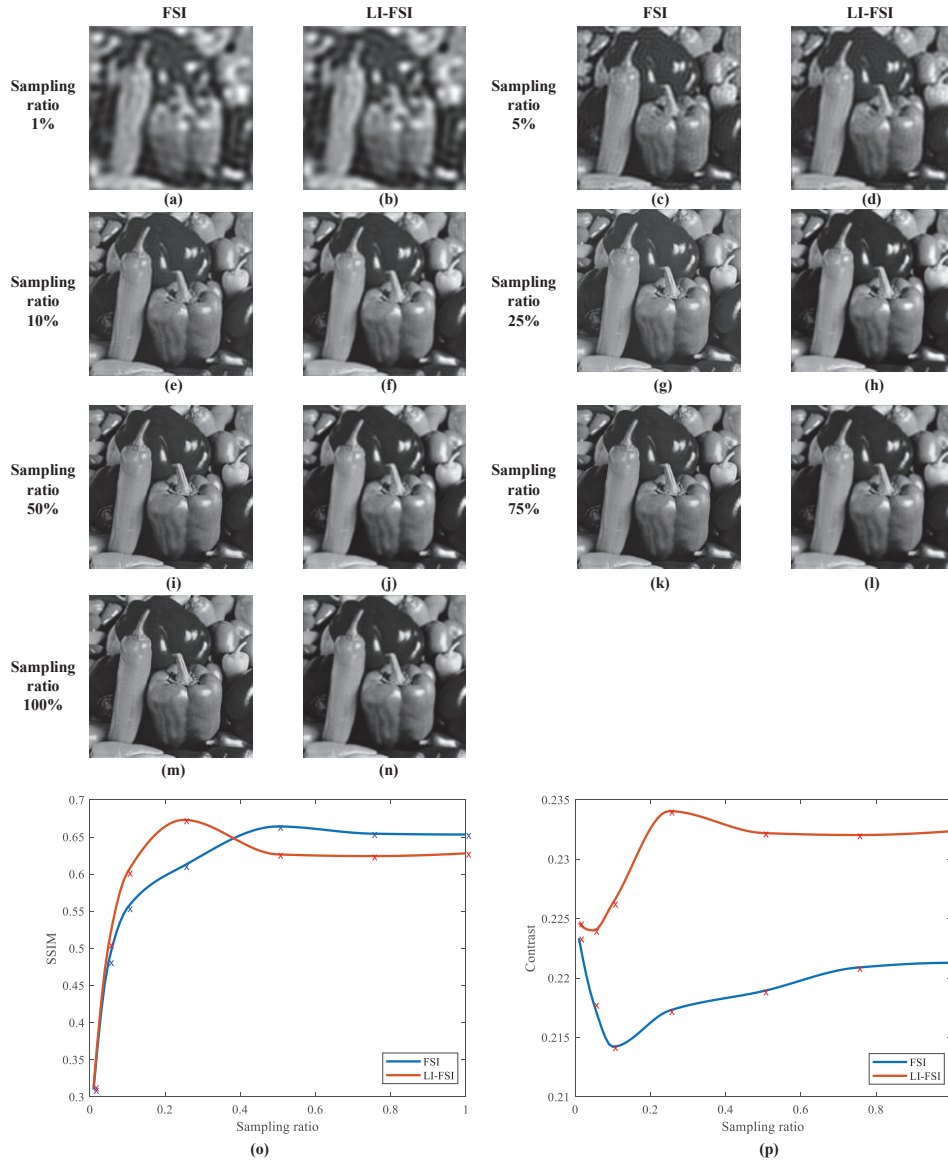 FSI LI-FSI FSI LI-FSI
Sampling
ratio
1%
Sampling
ratio
5%
(a) (b) (c) (d)
Sampling
ratio
10%
Sampling
ratio
25%
(e) (f) (g) (h)
Sampling
ratio
50%
Sampling
ratio
75%
(i) (j) (k) (l)
Sampling
ratio
100%
(m) (n)
0.7
0.65
0.6
0.55
0.5
0.45
0.4
0.35
0.3
SSIM
0 0.2 0.4 0.6 0.8 1
Sampling ratio
FSI
LI-FSI
(o)
0.235
0.23
0.225
0.22
0.215
0.21
Contrast
0 0.2 0.4 0.6 0.8
Sampling ratio
FSI
LI-FSI
(p)